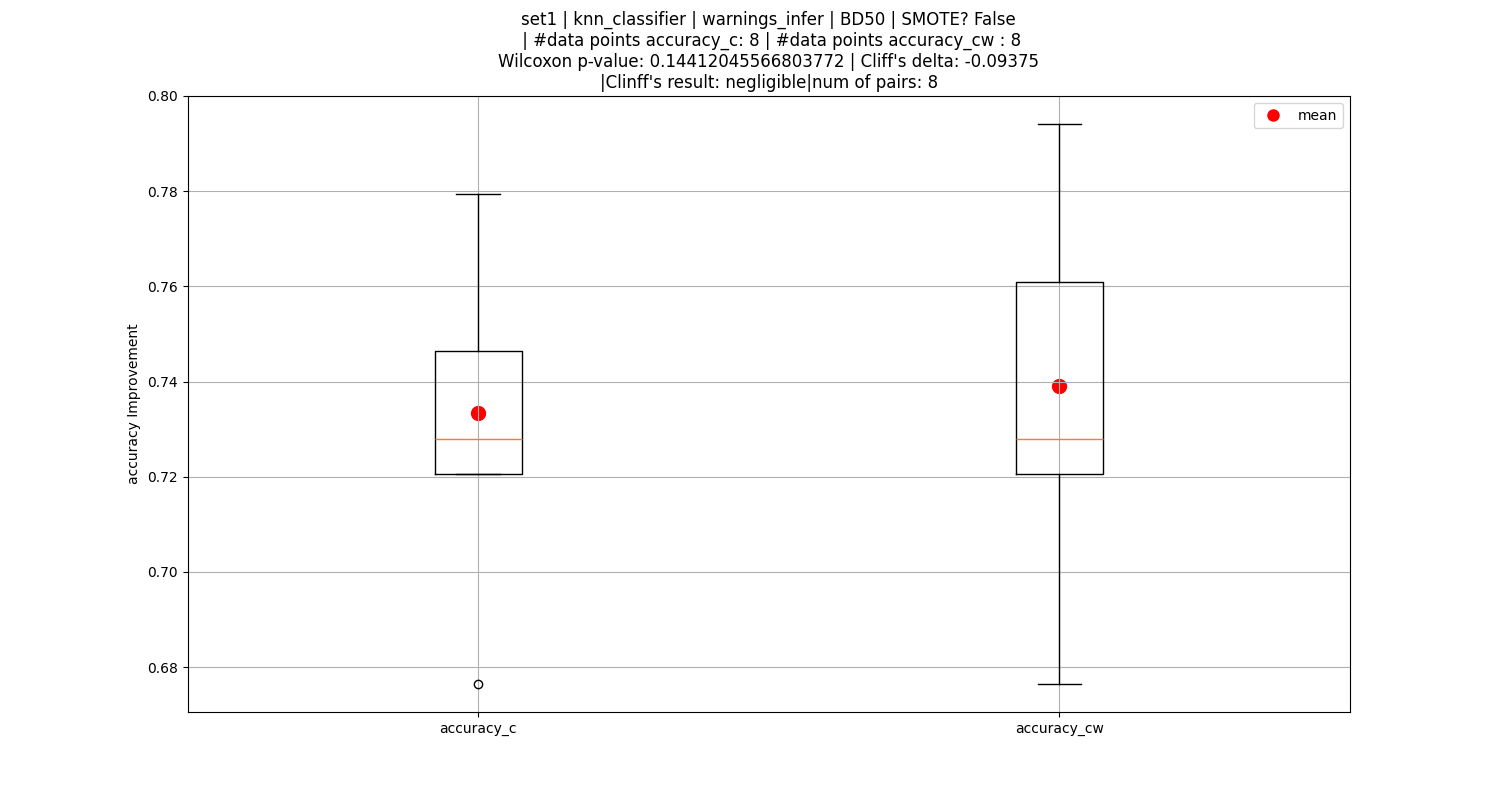 set1 | knn_classifier | warnings_infer | BD50 | SMOTE? False
| #data points accuracy_c: 8 | #data points accuracy_cw : 8
Wilcoxon p-value: 0.14412045566803772 | Cliff's delta: -0.09375
|Clinff's result: negligible|num of pairs: 8
mean
0.80
0.78
0.76
0.74
0.72
0.70
0.68
accuracy Improvement
accuracy_c
accuracy_cw